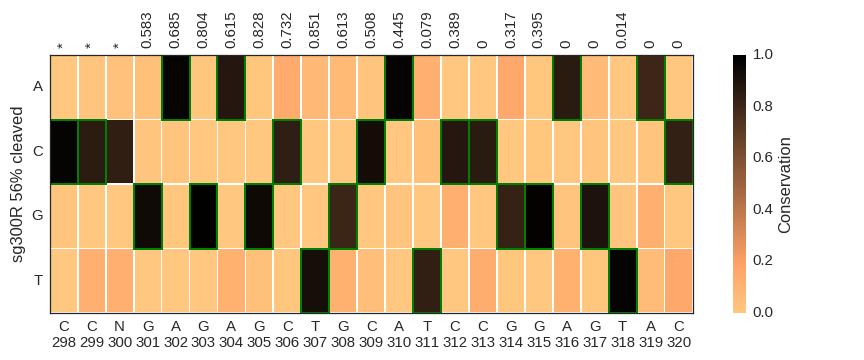 * * * 0.583 0.685 0.804 0.615 0.828 0.732 0.851 0.613 0.508 0.445 0.079 0.389 0 0.317 0.395 0 0 0.014 0 0
sg300R 56% cleaved
A
C
G
T
C C N G A G A G C T G C A T C C G G A G T A C
298 299 300 301 302 303 304 305 306 307 308 309 310 311 312 313 314 315 316 317 318 319 320
1.0
0.8
0.6
0.4
0.2
0.0
Conservation